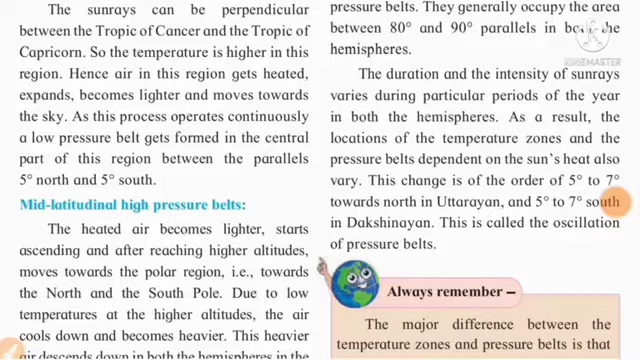 The sunrays can be perpendicular
between the Tropic of Cancer and the Tropic of
Capricorn. So the temperature is higher in this
region. Hence air in this region gets heated,
expands, becomes lighter and moves towards
the sky. As this process operates continuously
a low pressure belt gets formed in the central
part of this region between the parallels
5° north and 5° south.
Mid-latitudinal high pressure belts:
The heated air becomes lighter, starts
ascending and after reaching higher altitudes,
moves towards the polar region, i.e., towards
the North and the South Pole. Due to low
temperatures at the higher altitudes, the air
cools down and becomes heavier. This heavier
air descends down in both the hemispheres in the
pressure belts. They generally occupy the area
between 80° and 90° parallels in both the
hemispheres.
The duration and the intensity of sunrays
varies during particular periods of the year
in both the hemispheres. As a result, the
locations of the temperature zones and the
pressure belts dependent on the sun's heat also
vary. This change is of the order of 5° to 7°
towards north in Uttarayan, and 5° to 7° south
in Dakshinayan. This is called the oscillation
of pressure belts.
Always remember –
The major difference between the
temperature zones and pressure belts is that
KINEMASTER